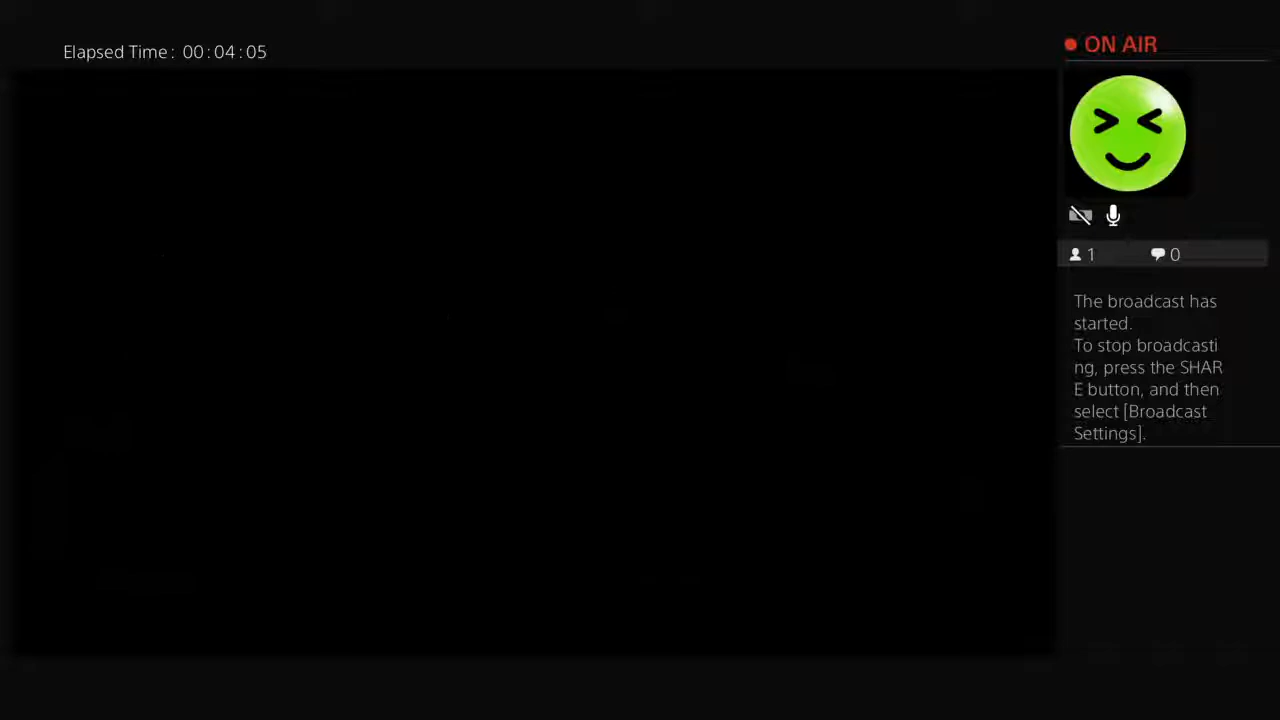 Elapsed Time: 00:04:05
ON AIR
1 0
The broadcast has
started.
To stop broadcasti
ng, press the SHAR
E button, and then
select [Broadcast
Settings].